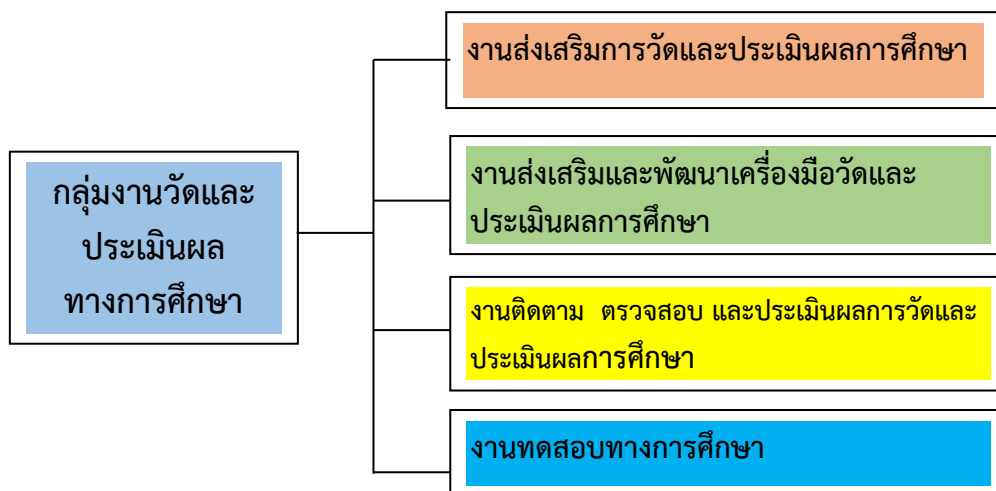 งานส่งเสริมการวัดและประเมินผลการศึกษา
งานส่งเสริมและพัฒนาเครื่องมือวัดและ
ประเมินผลการศึกษา
กลุ่มงานวัดและ
ประเมินผล
ทางการศึกษา
งานติดตาม ตรวจสอบ และประเมินผลการวัดและ
ประเมินผลการศึกษา
งานทดสอบทางการศึกษา